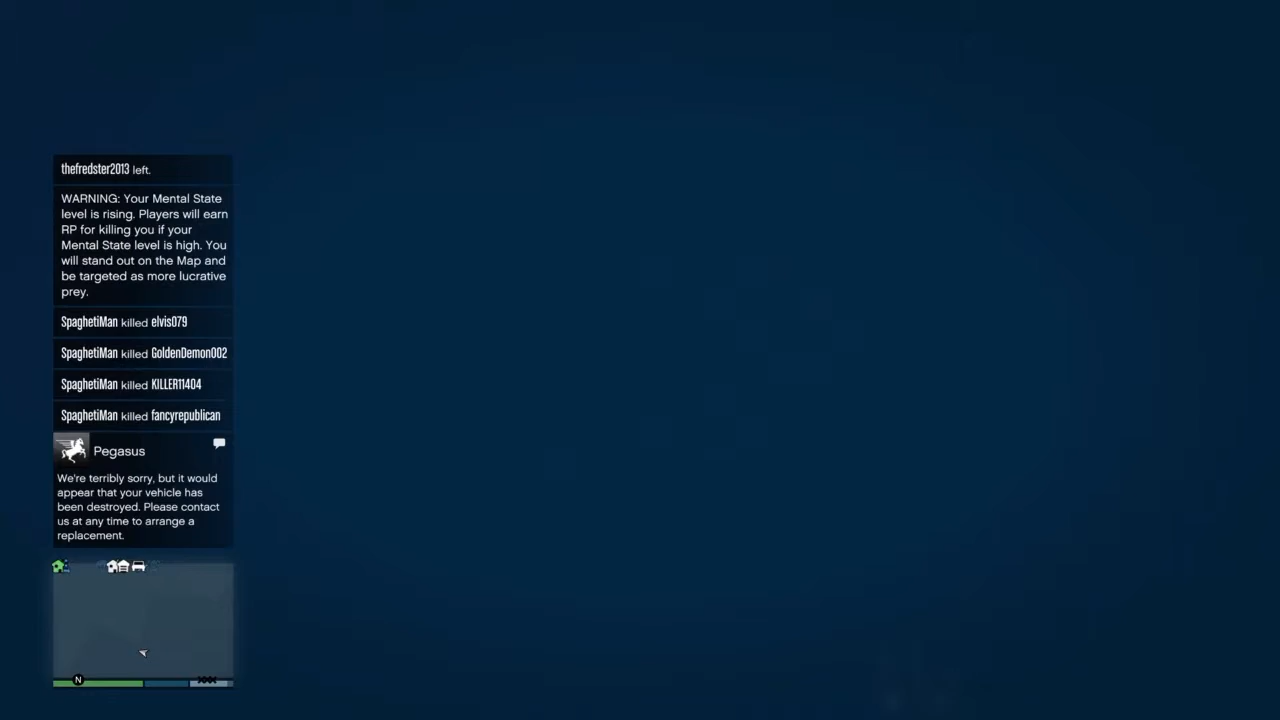 thefredster2013 left.
WARNING: Your Mental State
level is rising. Players will earn
RP for killing you if your
Mental State level is high. You
will stand out on the Map and
be targeted as more lucrative
prey.
SpaghetiMan killed elvis079
SpaghetiMan killed GoldenDemon002
SpaghetiMan killed KILLER11404
SpaghetiMan killed fancyrepublican
Pegasus
We're terribly sorry, but it would
appear that your vehicle has
been destroyed. Please contact
us at any time to arrange a
replacement.
N